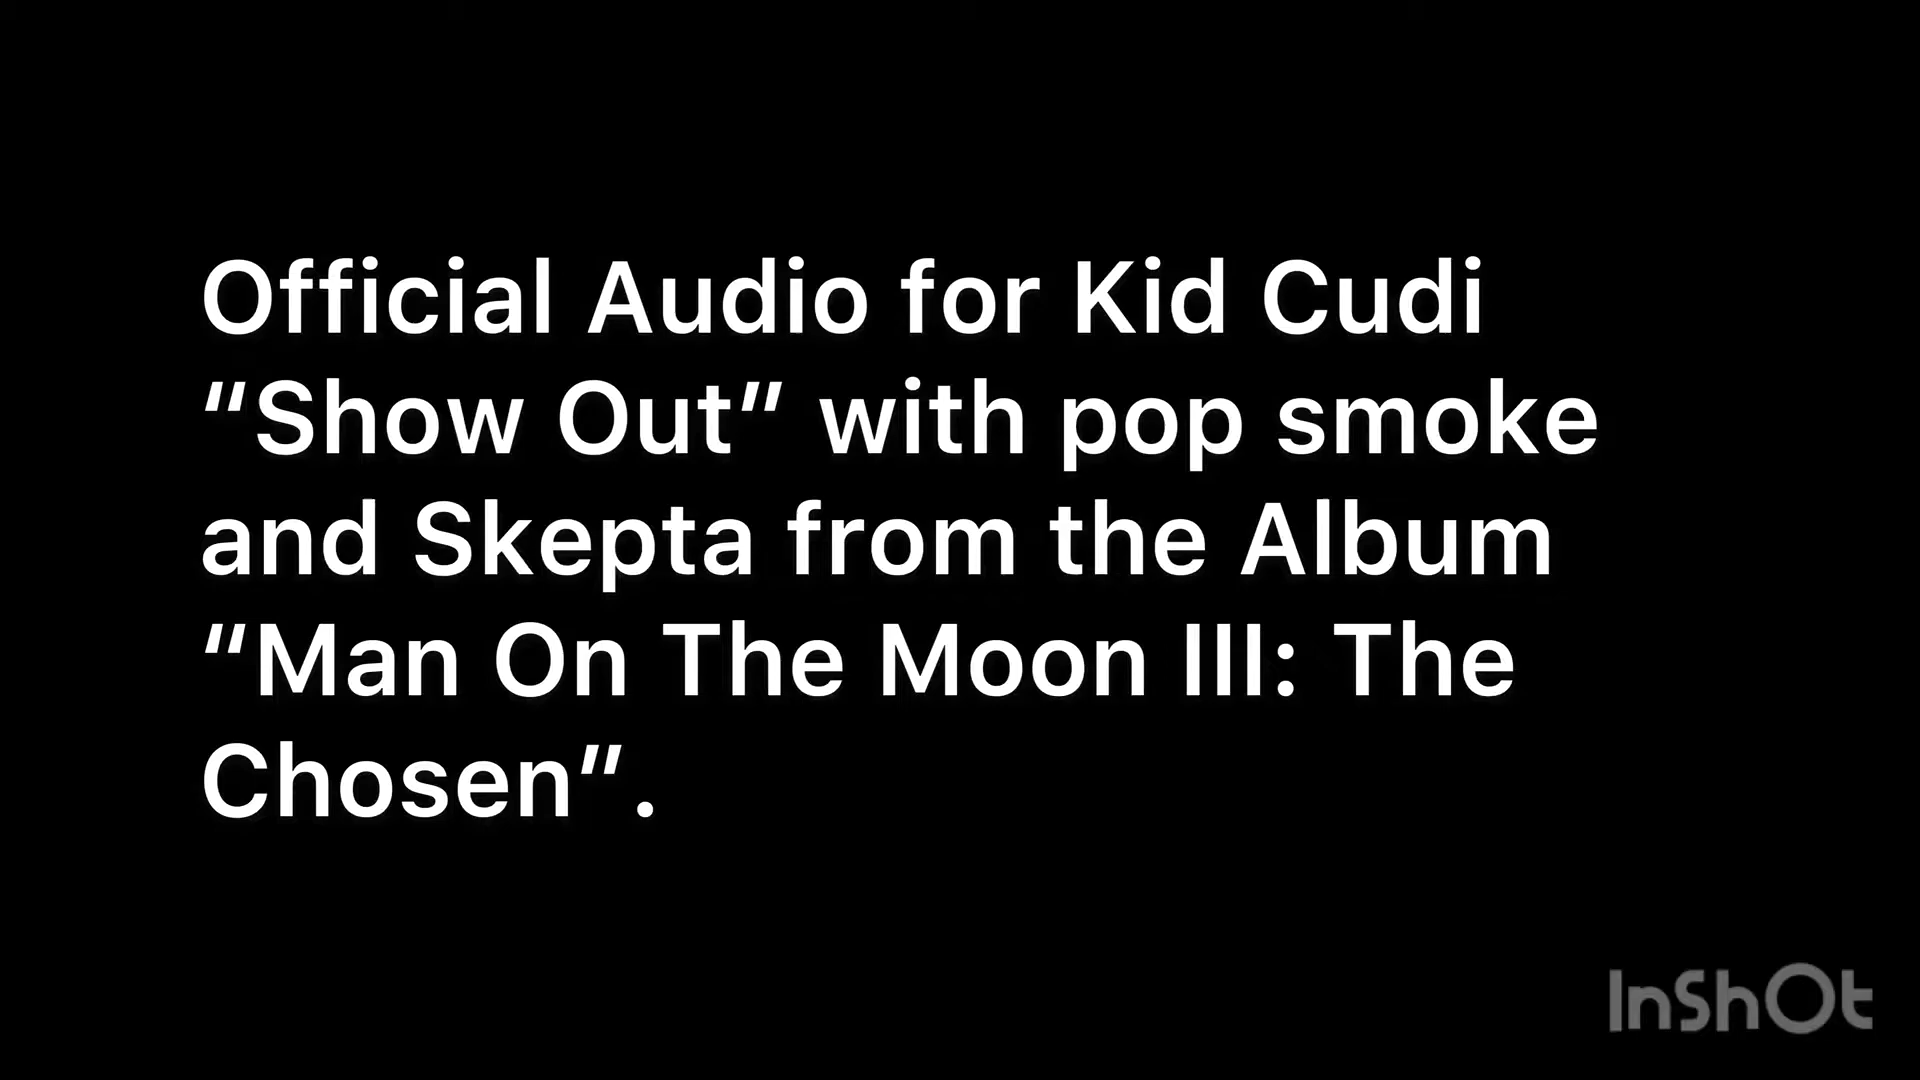 Official Audio for Kid Cudi
“Show Out” with pop smoke
and Skepta from the Album
“Man On The Moon III: The
Chosen”.
InShOt